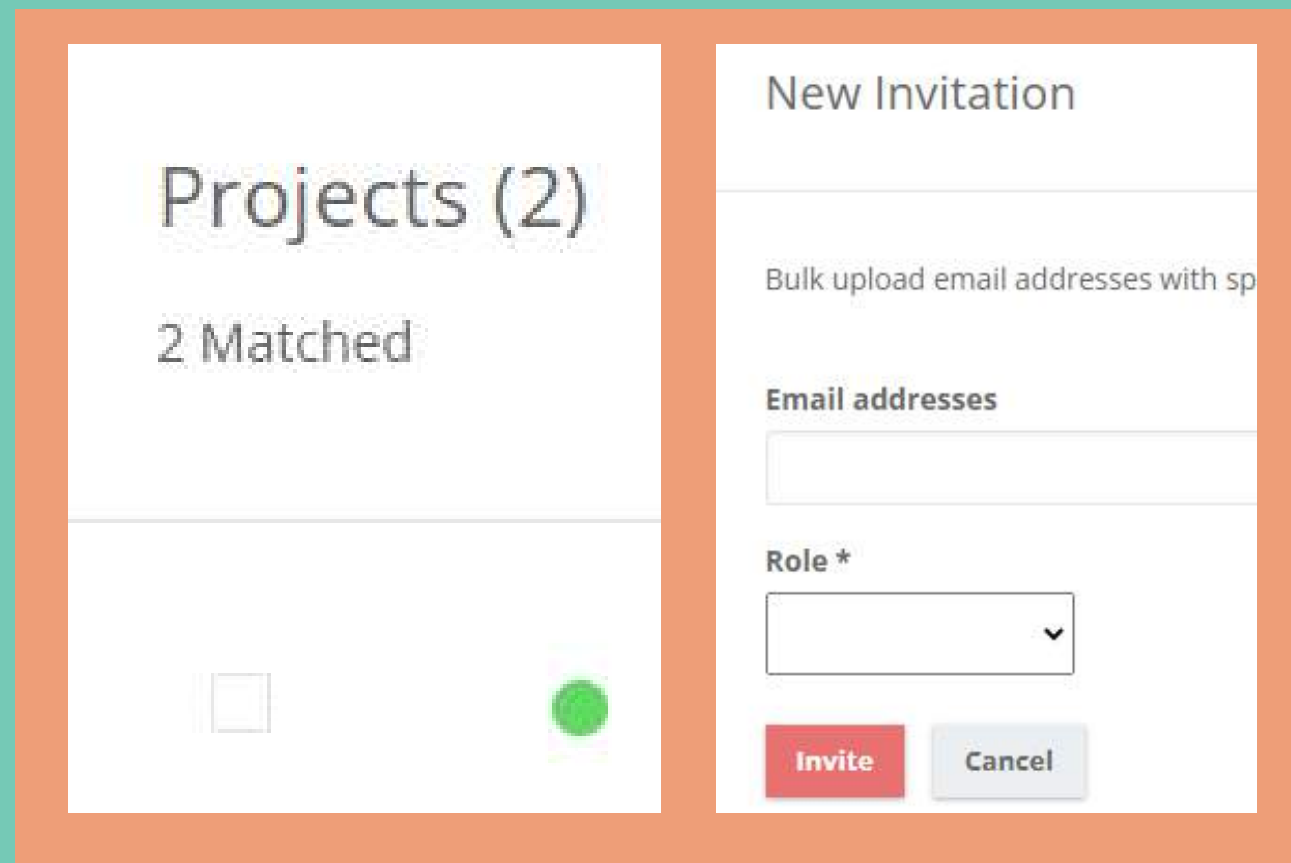 Projects (2)
2 Matched
New Invitation
Bulk upload email addresses with sp
Email addresses
Role *
Invite
Cancel